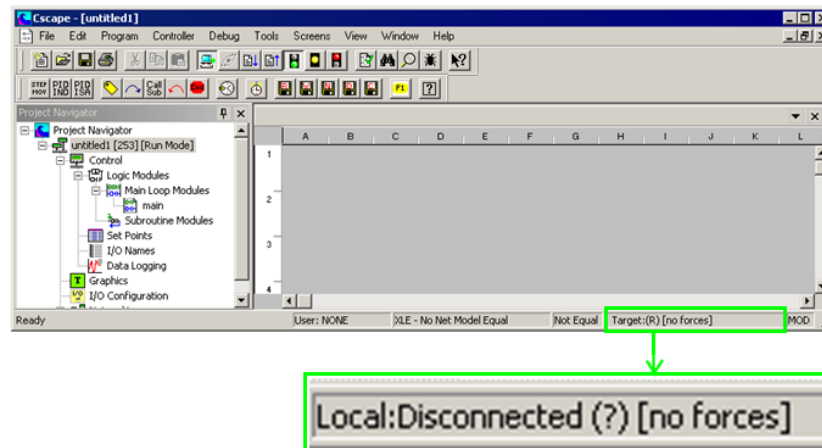 Cscape - [untitled1]
File Edit Program Controller Debug Tools Screens View Window Help
STEP MOV PID IND PID ISA Call Sub END F1
Project Navigator
Project Navigator
untitled1 [253] [Run Mode]
Control
Logic Modules
Main Loop Modules
main
Subroutine Modules
Set Points
I/O Names
Data Logging
Graphics
I/O Configuration
A B C D E F G H I J K L
1
2
3
4
Ready User: NONE XLE - No Net Model Equal Not Equal Target:(R) [no forces] MOD
Local:Disconnected (?) [no forces]